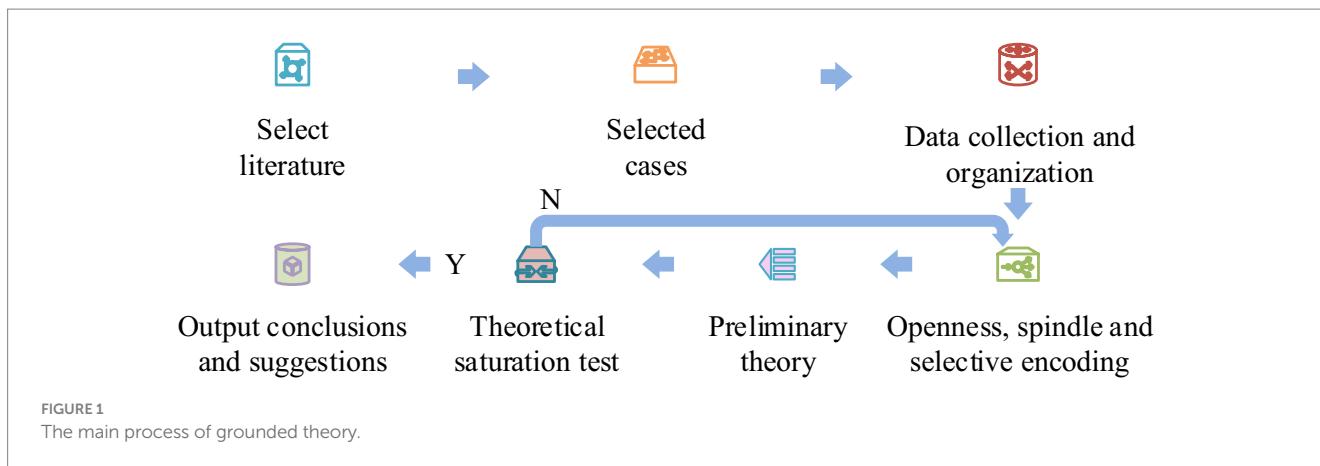 Select
literature
Selected
cases
Data collection and
organization
N
Y
Output conclusions
and suggestions
Theoretical
saturation test
Preliminary
theory
Openness, spindle and
selective encoding
FIGURE 1
The main process of grounded theory.